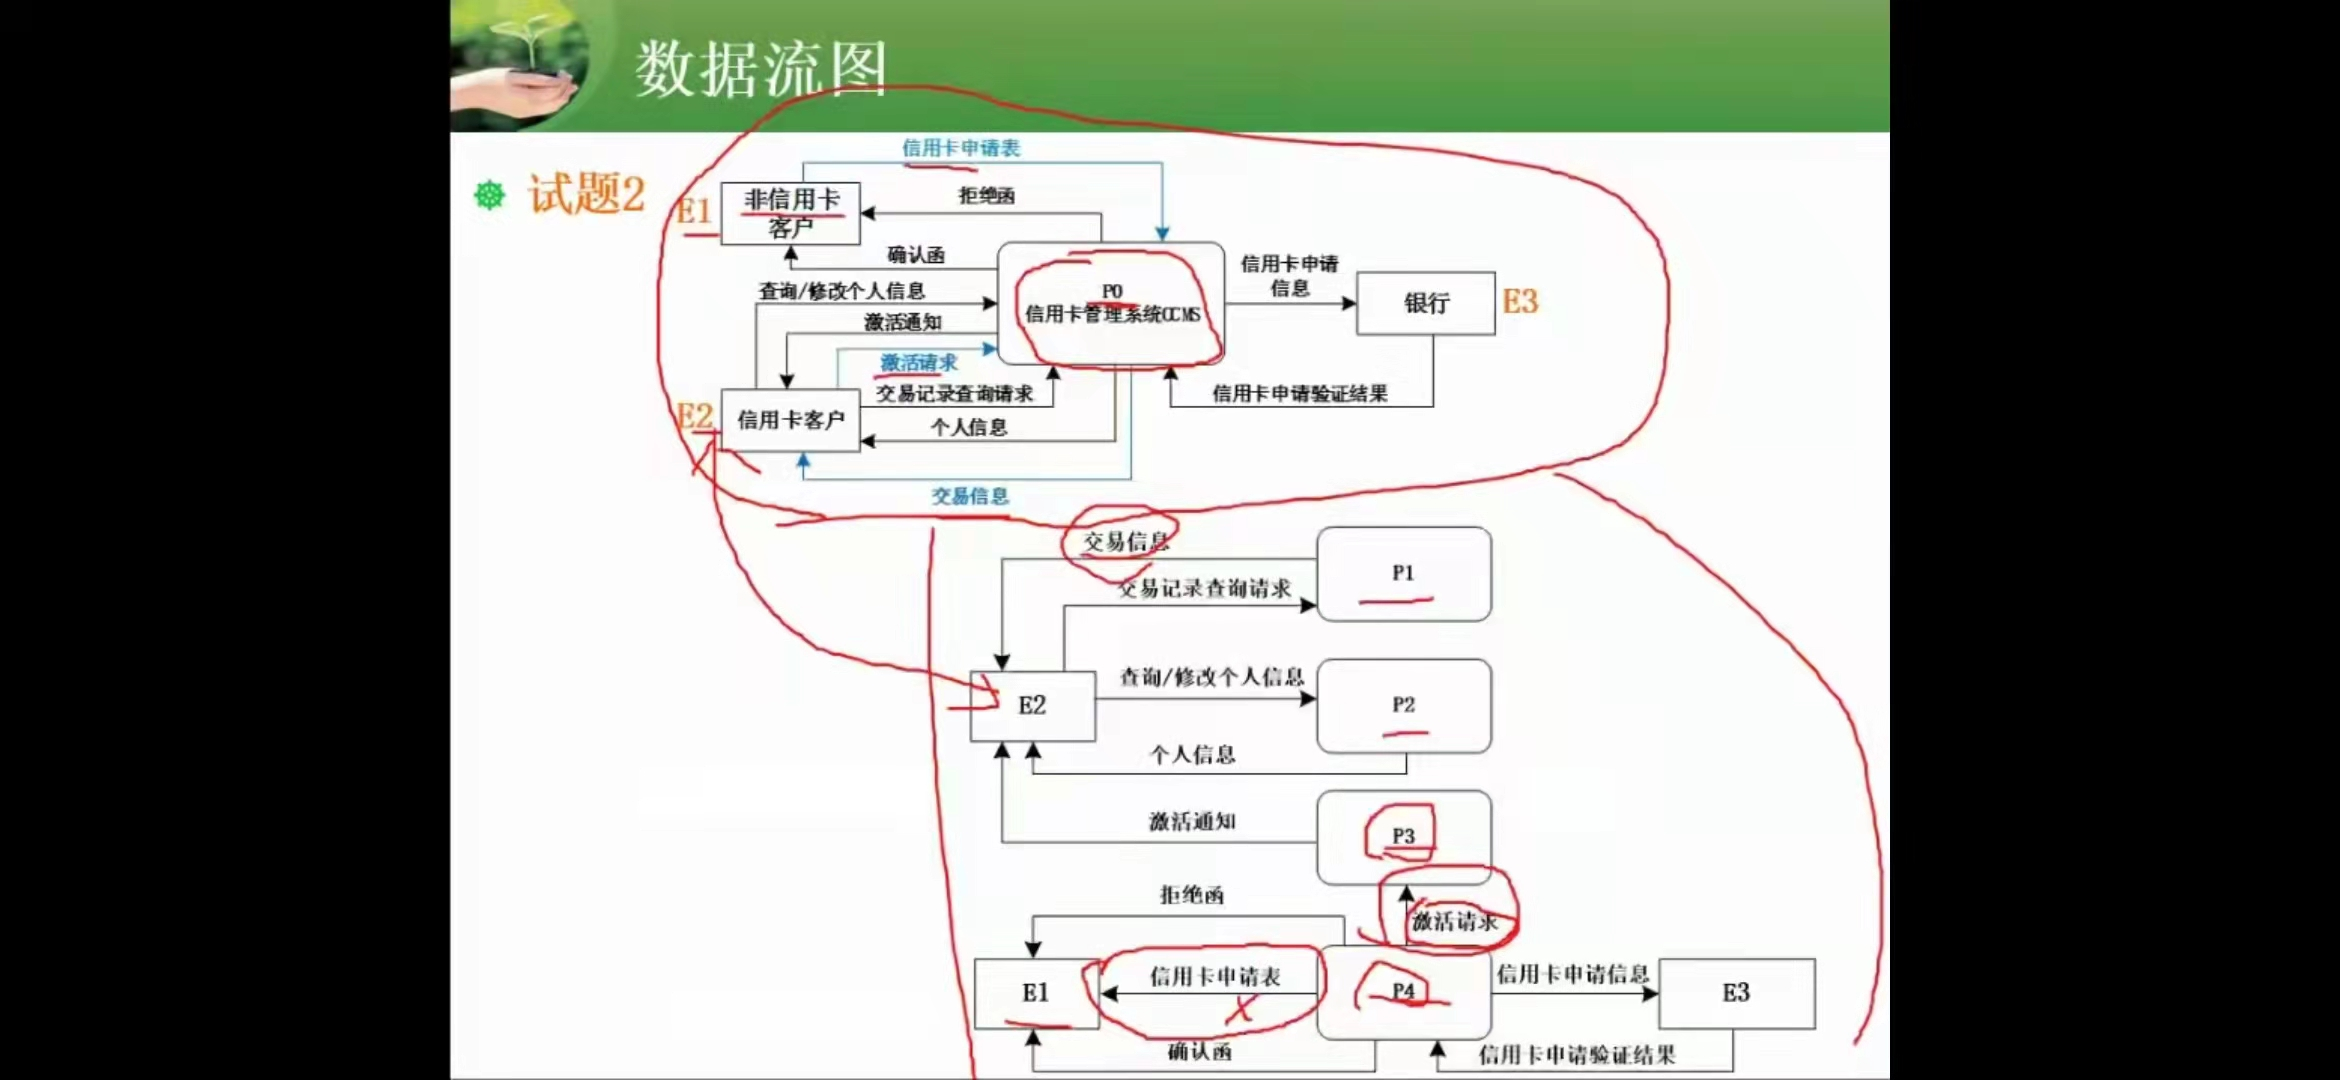 数据流图
试题2
信用卡申请表
E1
非信用卡
客户
拒绝函
确认函
查询/修改个人信息
激活通知
激活请求
P0
信用卡管理系统CCMS
信用卡申请
信息
银行
E3
E2
信用卡客户
交易记录查询请求
信用卡申请验证结果
个人信息
交易信息
交易信息
P1
交易记录查询请求
E2
查询/修改个人信息
P2
个人信息
激活通知
P3
拒绝函
激活请求
E1
信用卡申请表
P4
信用卡申请信息
E3
确认函
信用卡申请验证结果